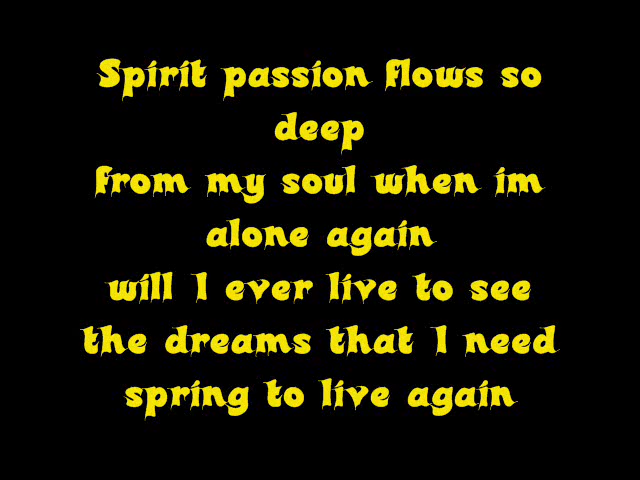 Spirit passion flows so
deep
from my soul when im
alone again
will I ever live to see
the dreams that I need
spring to live again